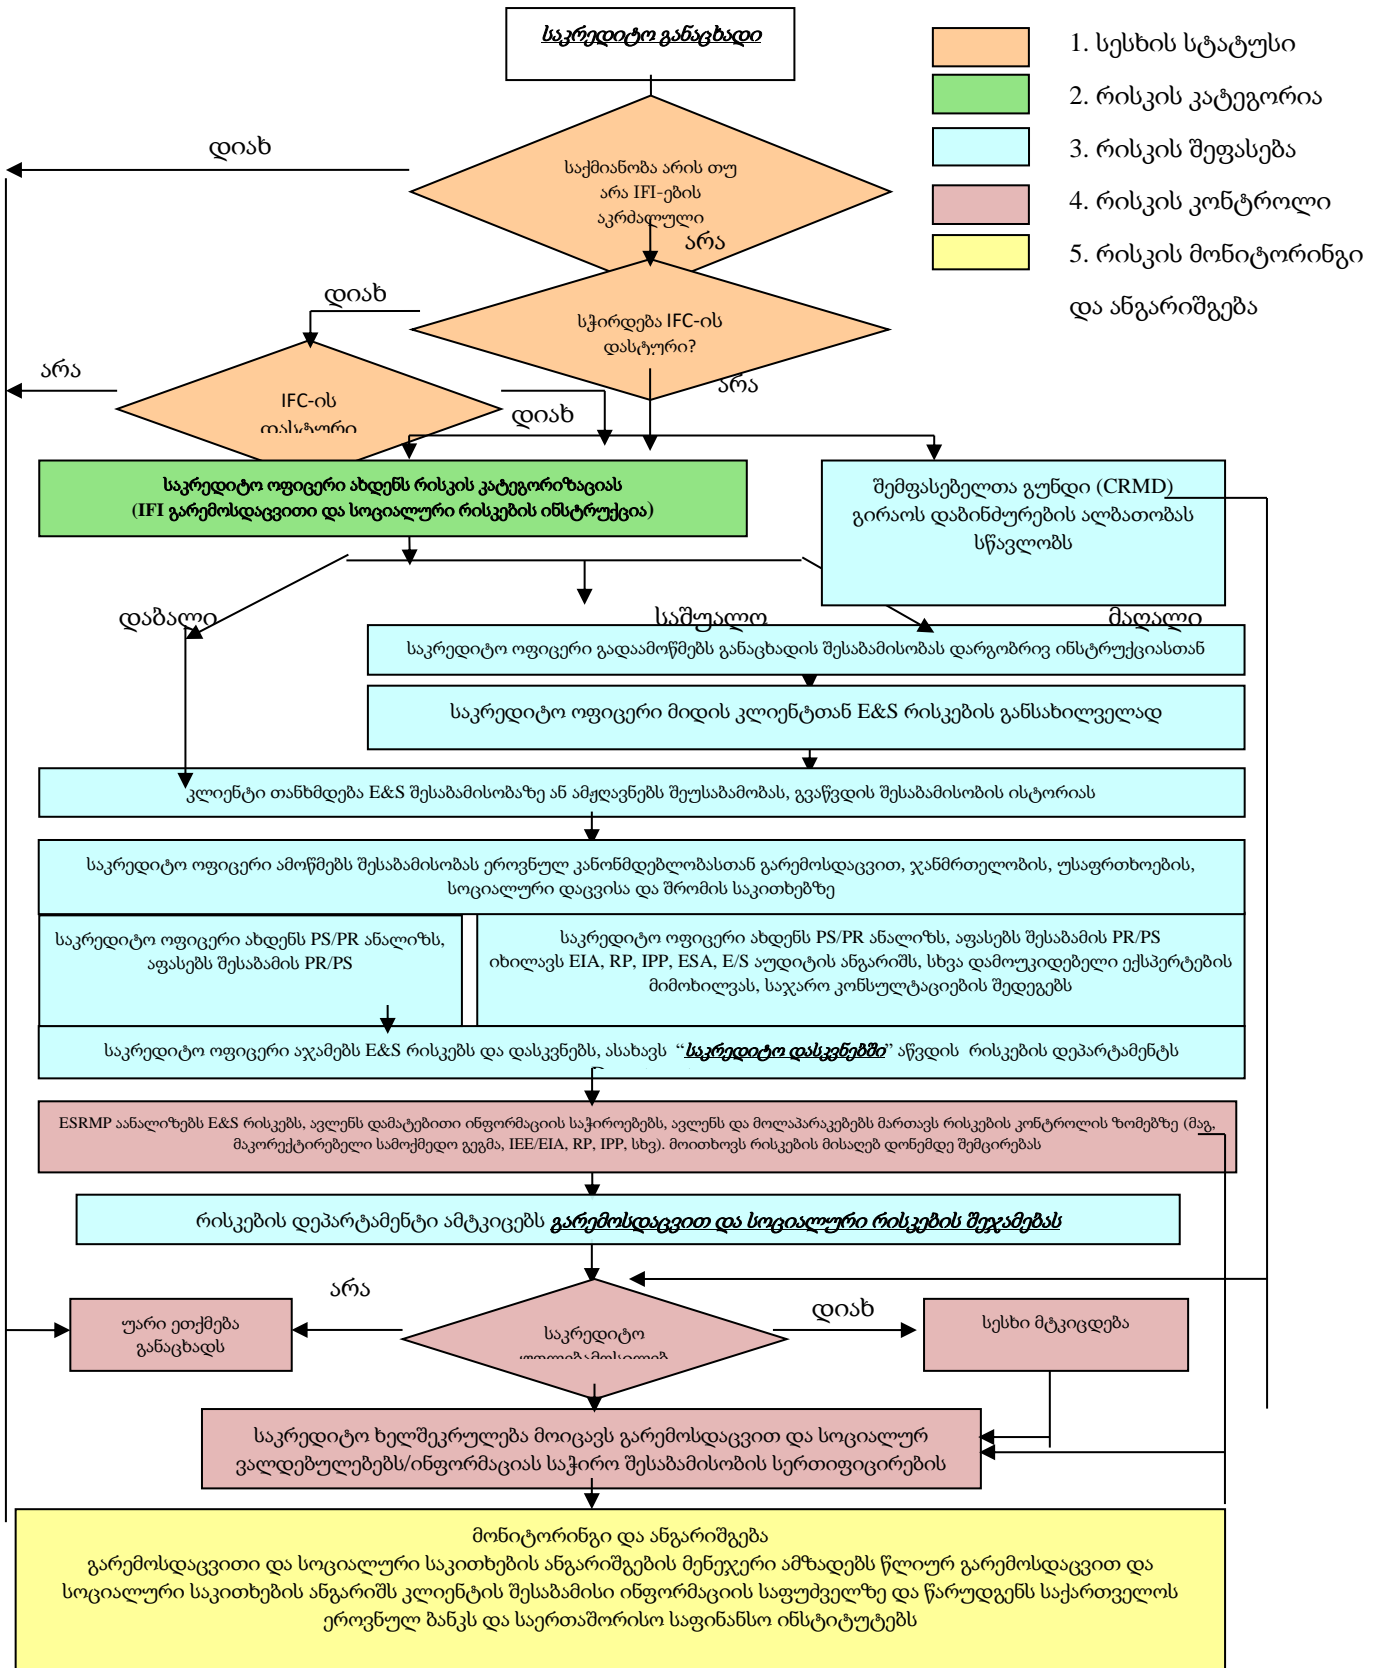 საკრედიტო განაცხადი
1. სესხის სტატუსი
2. რისკის კატეგორია
3. რისკის შეფასება
4. რისკის კონტროლი
5. რისკის მონიტორინგი
და ანგარიშგება
დიახ
საქმიანობა არის თუ
არა IFI-ების
აკრძალული
არა
დიახ
სჭირდება IFC-ის
დასტური?
არა
არა
IFC-ის
დასტური
დიახ
საკრედიტო ოფიცერი ახდენს რისკის კატეგორიზაციას
(IFI გარემოსდაცვითი და სოციალური რისკების ინსტრუქცია)
შემფასებელთა გუნდი (CRMD)
გირაოს დაბინძურების ალბათობას
სწავლობს
დაბალი
საშუალო
მაღალი
საკრედიტო ოფიცერი გადაამოწმებს განაცხადის შესაბამისობას დარგობრივ ინსტრუქციასთან
საკრედიტო ოფიცერი მიდის კლიენტთან E&S რისკების განსახილველად
კლიენტი თანხმდება E&S შესაბამისობაზე ან ამჟღავნებს შეუსაბამობას, გვაწვდის შესაბამისობის ისტორიას
საკრედიტო ოფიცერი ამოწმებს შესაბამისობას ეროვნულ კანონმდებლობასთან გარემოსდაცვით, ჯანმრთელობის, უსაფრთხოების,
სოციალური დაცვისა და შრომის საკითხებზე
საკრედიტო ოფიცერი ახდენს PS/PR ანალიზს,
აფასებს შესაბამის PR/PS
საკრედიტო ოფიცერი ახდენს PS/PR ანალიზს, აფასებს შესაბამის PR/PS
იხილავს EIA, RP, IPP, ESA, E/S აუდიტის ანგარიშს, სხვა დამოუკიდებელი ექსპერტების
მიმოხილვას, საჯარო კონსულტაციების შედეგებს
საკრედიტო ოფიცერი აჯამებს E&S რისკებს და დასკვნებს, ასახავს “საკრედიტო დასკვნებში” აწვდის რისკების დეპარტამენტს
ESRMP აანალიზებს E&S რისკებს, ავლენს დამატებითი ინფორმაციის საჭიროებებს, ავლენს და მოლაპარაკებებს მართავს რისკების კონტროლის ზომებზე (მაგ,
მაკორექტირებელი სამოქმედო გეგმა, IEE/EIA, RP, IPP, სხვ). მოითხოვს რისკების მისაღებ დონემდე შემცირებას
რისკების დეპარტამენტი ამტკიცებს გარემოსდაცვით და სოციალური რისკების შეჯამებას
არა
დიახ
უარი ეთქმება
განაცხადს
საკრედიტო
სესხი მტკიცდება
საკრედიტო ხელშეკრულება მოიცავს გარემოსდაცვით და სოციალურ
ვალდებულებებს/ინფორმაციას საჭირო შესაბამისობის სერთიფიცირების
მონიტორინგი და ანგარიშგება
გარემოსდაცვითი და სოციალური საკითხების ანგარიშგების მენეჯერი ამზადებს წლიურ გარემოსდაცვით და
სოციალური საკითხების ანგარიშს კლიენტის შესაბამისი ინფორმაციის საფუძველზე და წარუდგენს საქართველოს
ეროვნულ ბანკს და საერთაშორისო საფინანსო ინსტიტუტებს